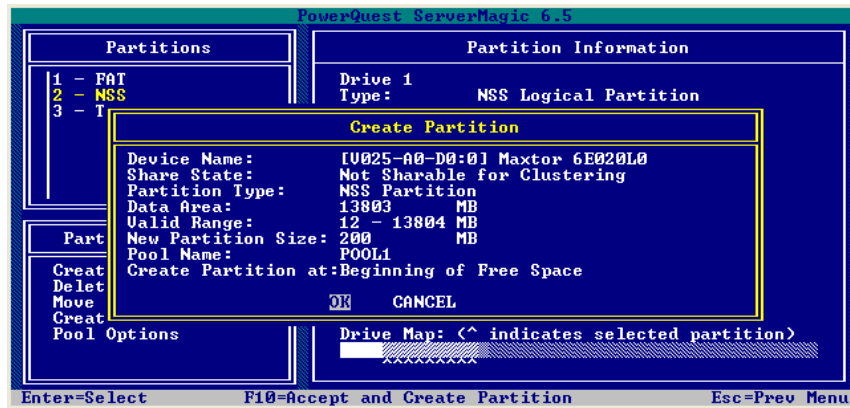 PowerQuest ServerMagic 6.5
Partitions
1 - FAT
2 - NSS
3 - T
Partition Information
Drive 1
Type: NSS Logical Partition
Create Partition
Device Name: [V025-A0-D0:0] Maxtor 6E020L0
Share State: Not Sharable for Clustering
Partition Type: NSS Partition
Data Area: 13803 MB
Valid Range: 12 - 13804 MB
New Partition Size: 200 MB
Pool Name: POOL1
Create Partition at:Beginning of Free Space
OK CANCEL
Part
Creat
Delet
Move
Creat
Pool Options
Drive Map: (^ indicates selected partition)
^^^^^^^^^
Enter=Select F10=Accept and Create Partition Esc=Prev Menu